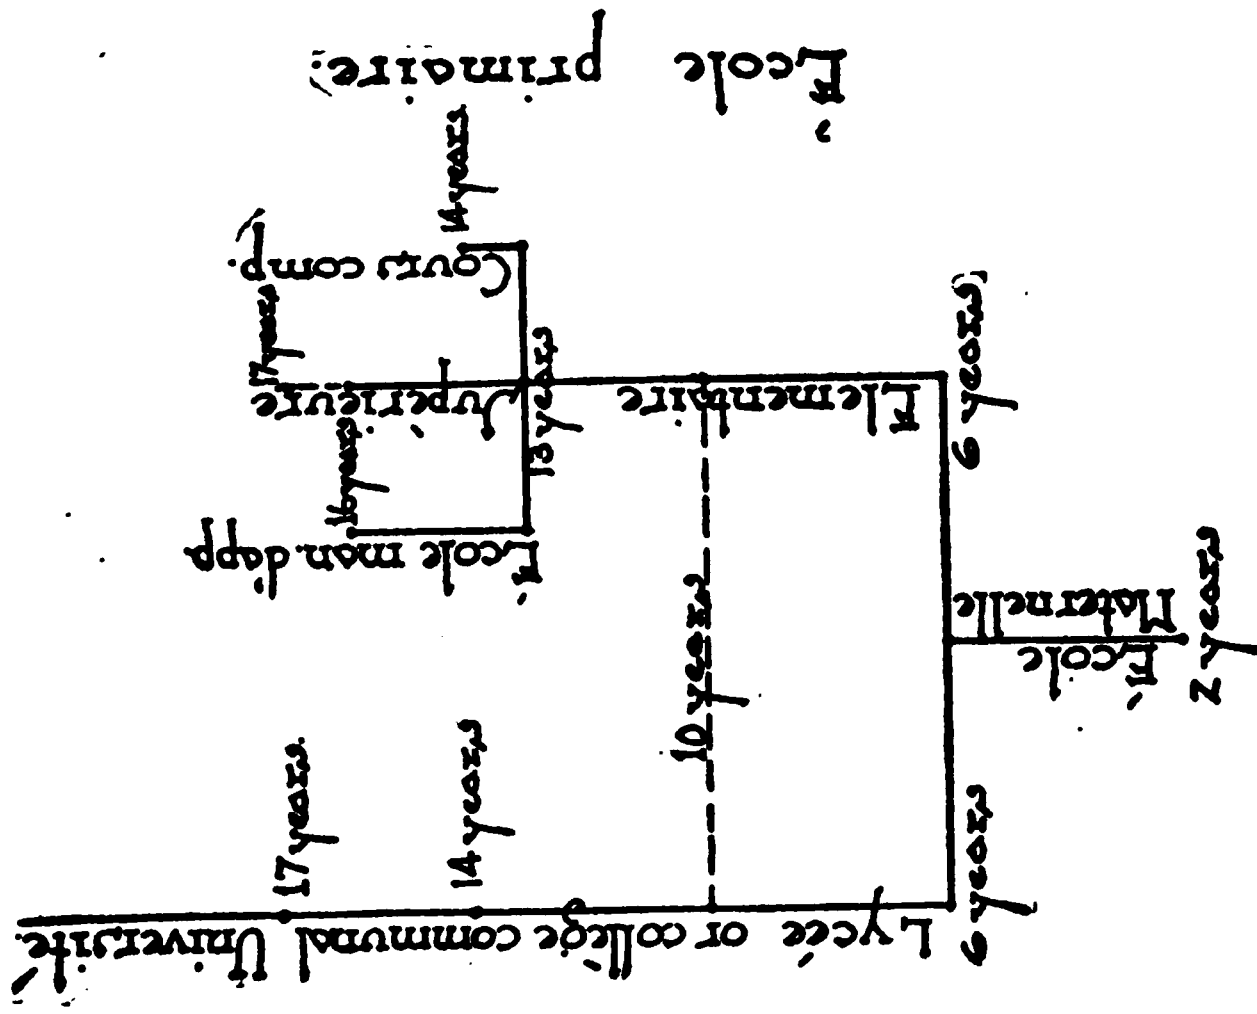 École primaire.
14 years
Cours comp.
17 years
Supérieure
Elementaire
6 years
13 years
16 years
École man. d'app
10 years
École
Maternelle
2 years
17 years.
14 years
6 years
Lycée or collège communal Université.